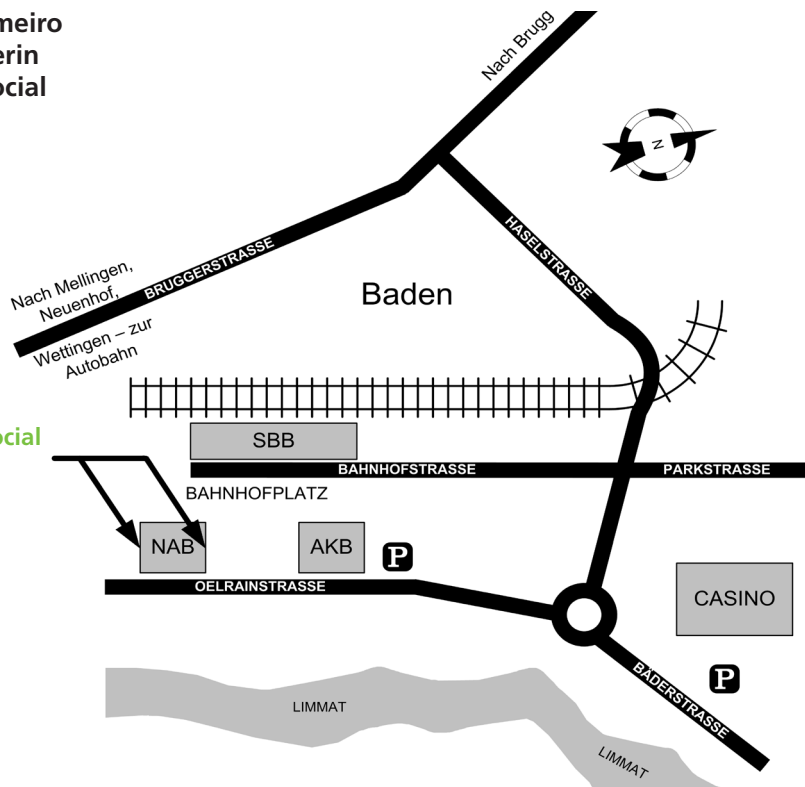 meiro
erin
ocial
Nach Brugg
N
HASELSTRASSE
BRUGGERSTRASSE
Nach Mellingen,
Neuenhof,
Wettingen – zur
Autobahn
Baden
ocial
SBB
BAHNHOFSTRASSE
PARKSTRASSE
BAHNHOFPLATZ
NAB
AKB
P
OELRAINSTRASSE
CASINO
P
BÄDERSTRASSE
LIMMAT
LIMMAT